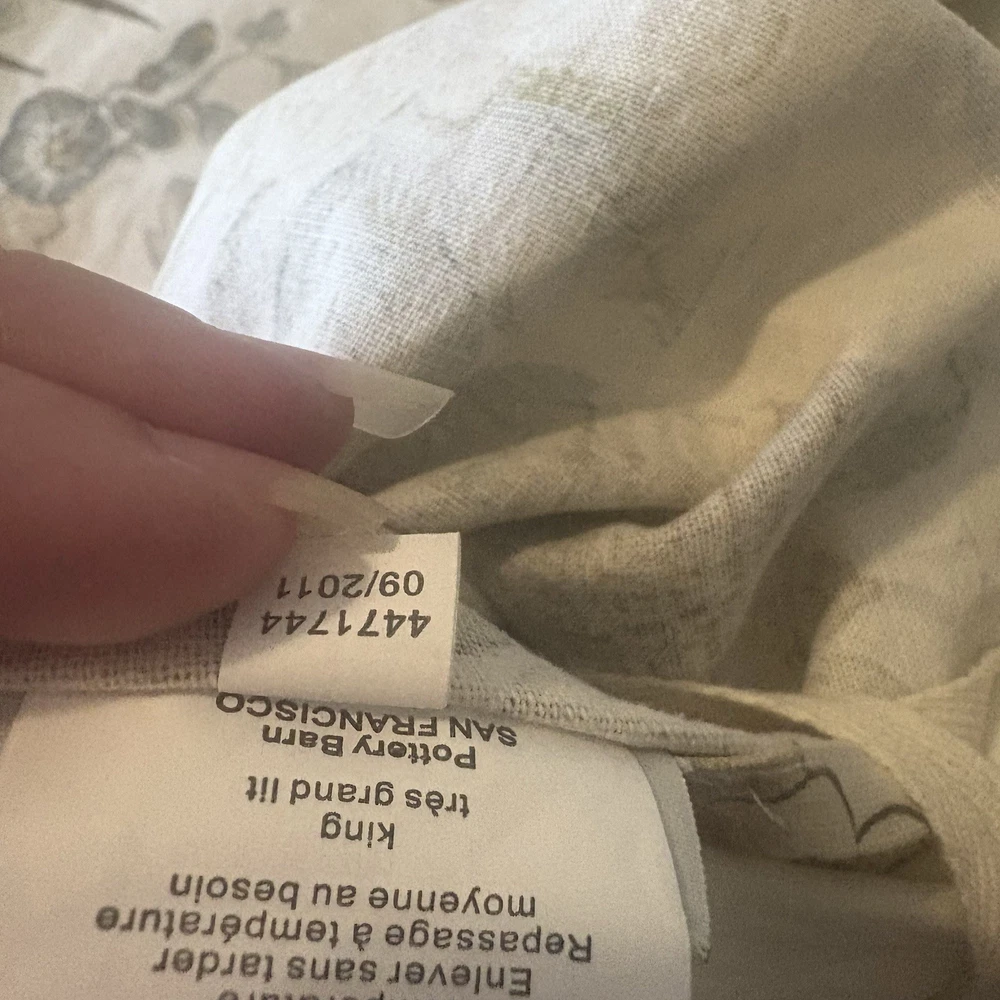 Enlever sans tarder
Repassage à température
moyenne au besoin
king
très grand lit
Pottery Barn
SAN FRANCISCO
4471744
09/2011